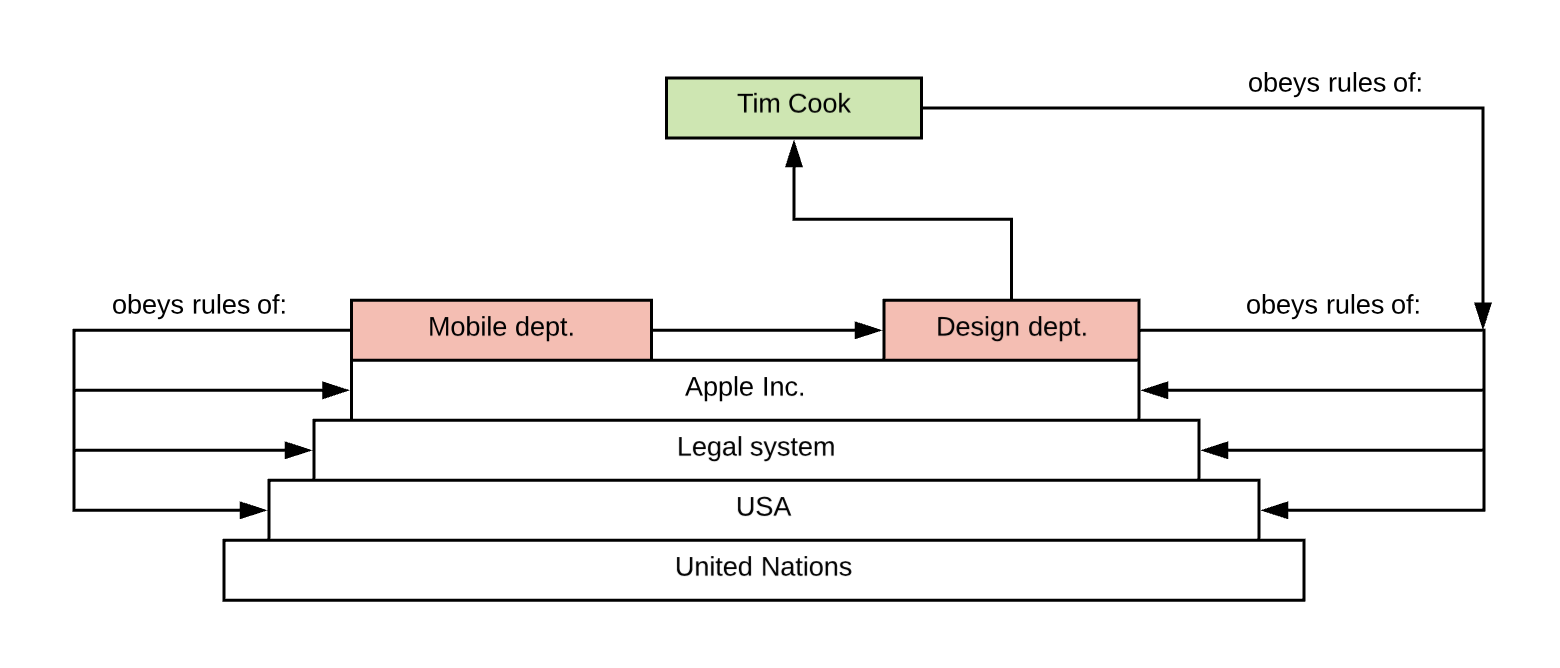 obeys rules of:
Tim Cook
obeys rules of:
obeys rules of:
Mobile dept.
Design dept.
Apple Inc.
Legal system
USA
United Nations